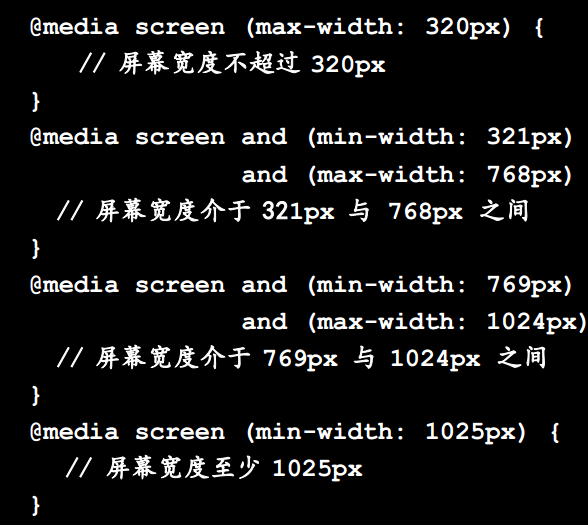 @media screen (max-width: 320px) {
// 屏幕宽度不超过 320px
}
@media screen and (min-width: 321px)
and (max-width: 768px)
// 屏幕宽度介于 321px 与 768px 之间
}
@media screen and (min-width: 769px)
and (max-width: 1024px)
// 屏幕宽度介于 769px 与 1024px 之间
}
@media screen (min-width: 1025px) {
// 屏幕宽度至少 1025px
}